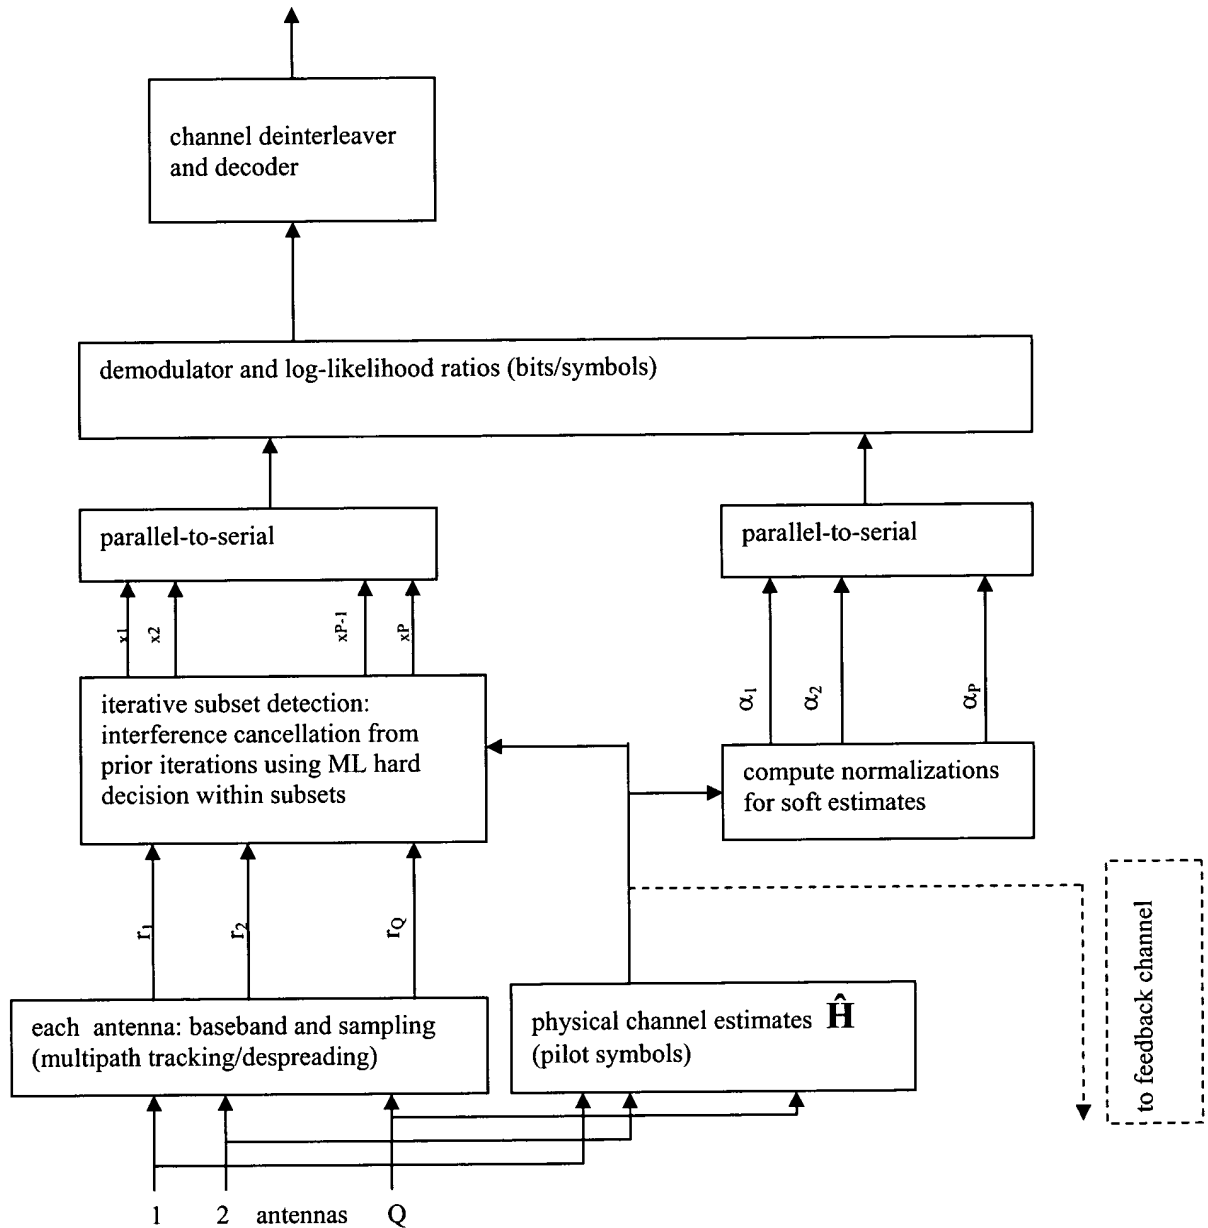 channel deinterleaver
and decoder
demodulator and log-likelihood ratios (bits/symbols)
parallel-to-serial
parallel-to-serial
x1
x2
xP-1
xP
iterative subset detection:
interference cancellation from
prior iterations using ML hard
decision within subsets
α₁
α₂
α_P
compute normalizations
for soft estimates
r₁
r₂
r_Q
each antenna: baseband and sampling
(multipath tracking/despreading)
physical channel estimates Ĥ
(pilot symbols)
to feedback channel
1 2 antennas Q